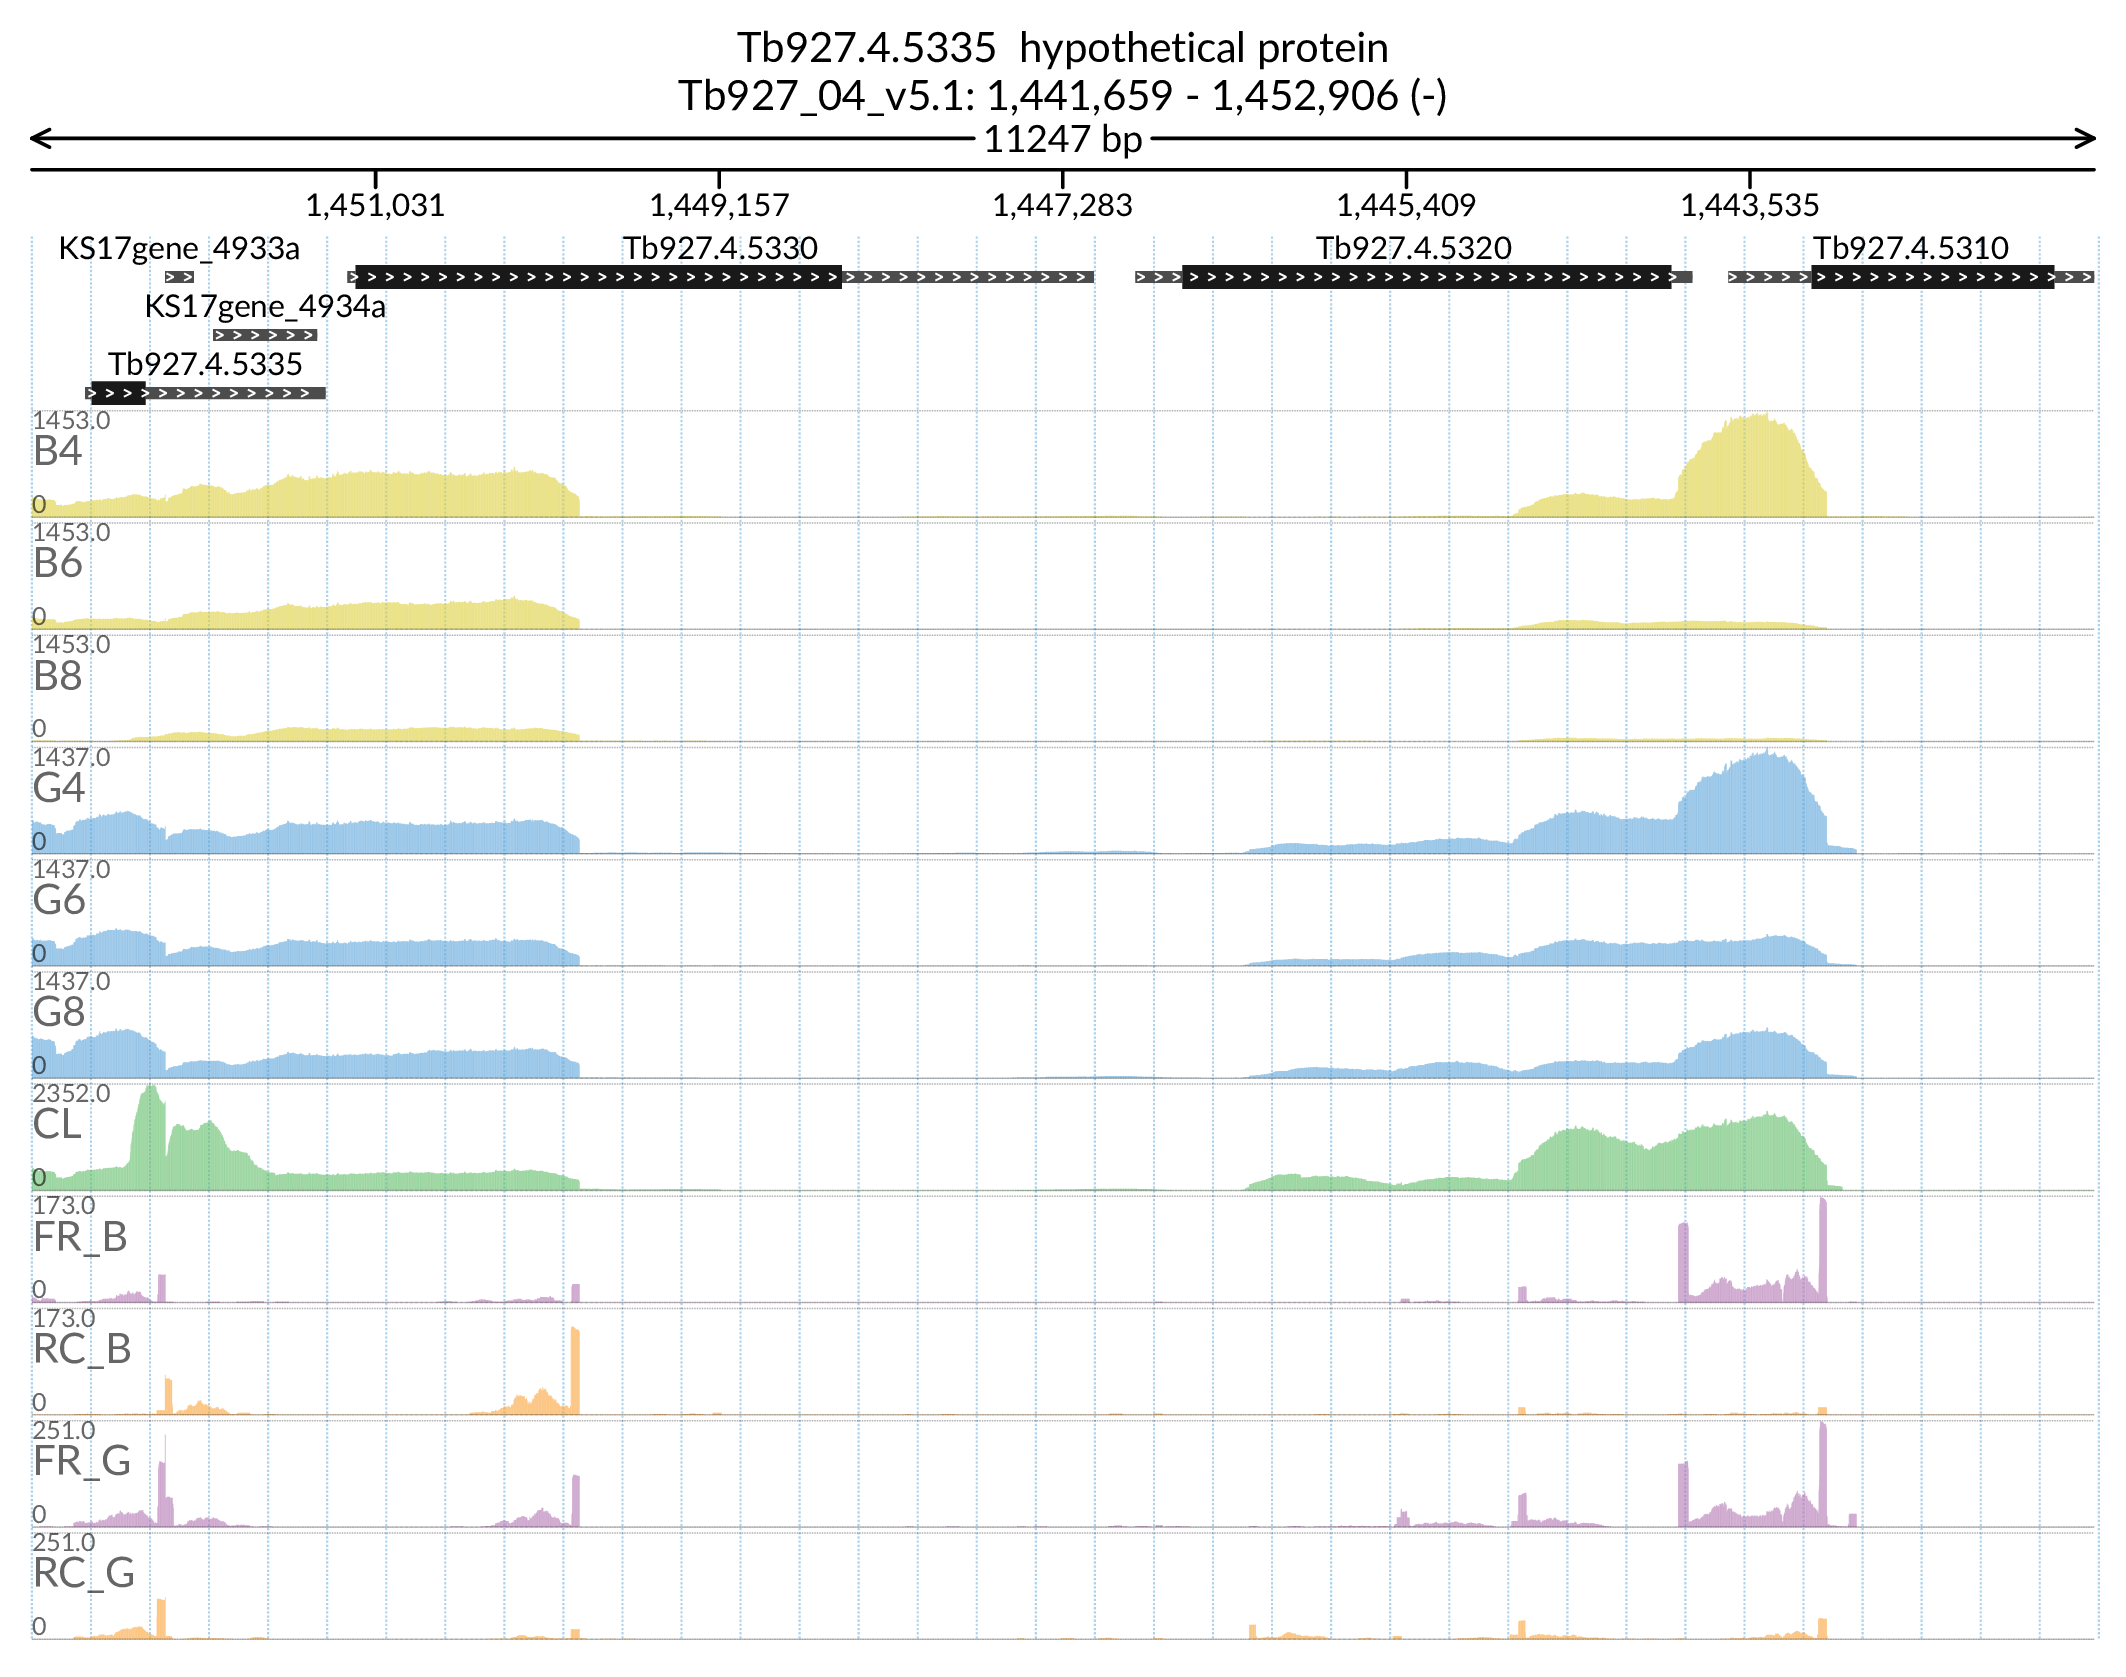 Tb927.4.5335  hypothetical protein
Tb927_04_v5.1: 1,441,659 - 1,452,906 (-)
11247 bp
1,451,031 1,449,157 1,447,283 1,445,409 1,443,535
KS17gene_4933a Tb927.4.5330 Tb927.4.5320 Tb927.4.5310
KS17gene_4934a
Tb927.4.5335
1453.0
B4
0
1453.0
B6
0
1453.0
B8
0
1437.0
G4
0
1437.0
G6
0
1437.0
G8
0
2352.0
CL
0
173.0
FR_B
0
173.0
RC_B
0
251.0
FR_G
0
251.0
RC_G
0